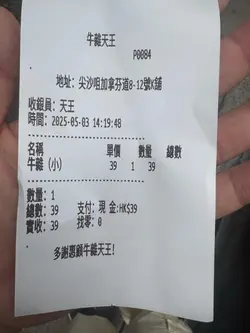 牛雜天王
P0084
地址: 尖沙咀加拿芬道8-12號K舖
收銀員: 天王
時間: 2025-05-03 14:19:48
名稱 單價 數量 總數
牛雜 (小) 39 1 39
數量: 1
總數: 39 支付: 現 金: HK$39
實收: 39 找零: 0
多謝惠顧牛雜天王!